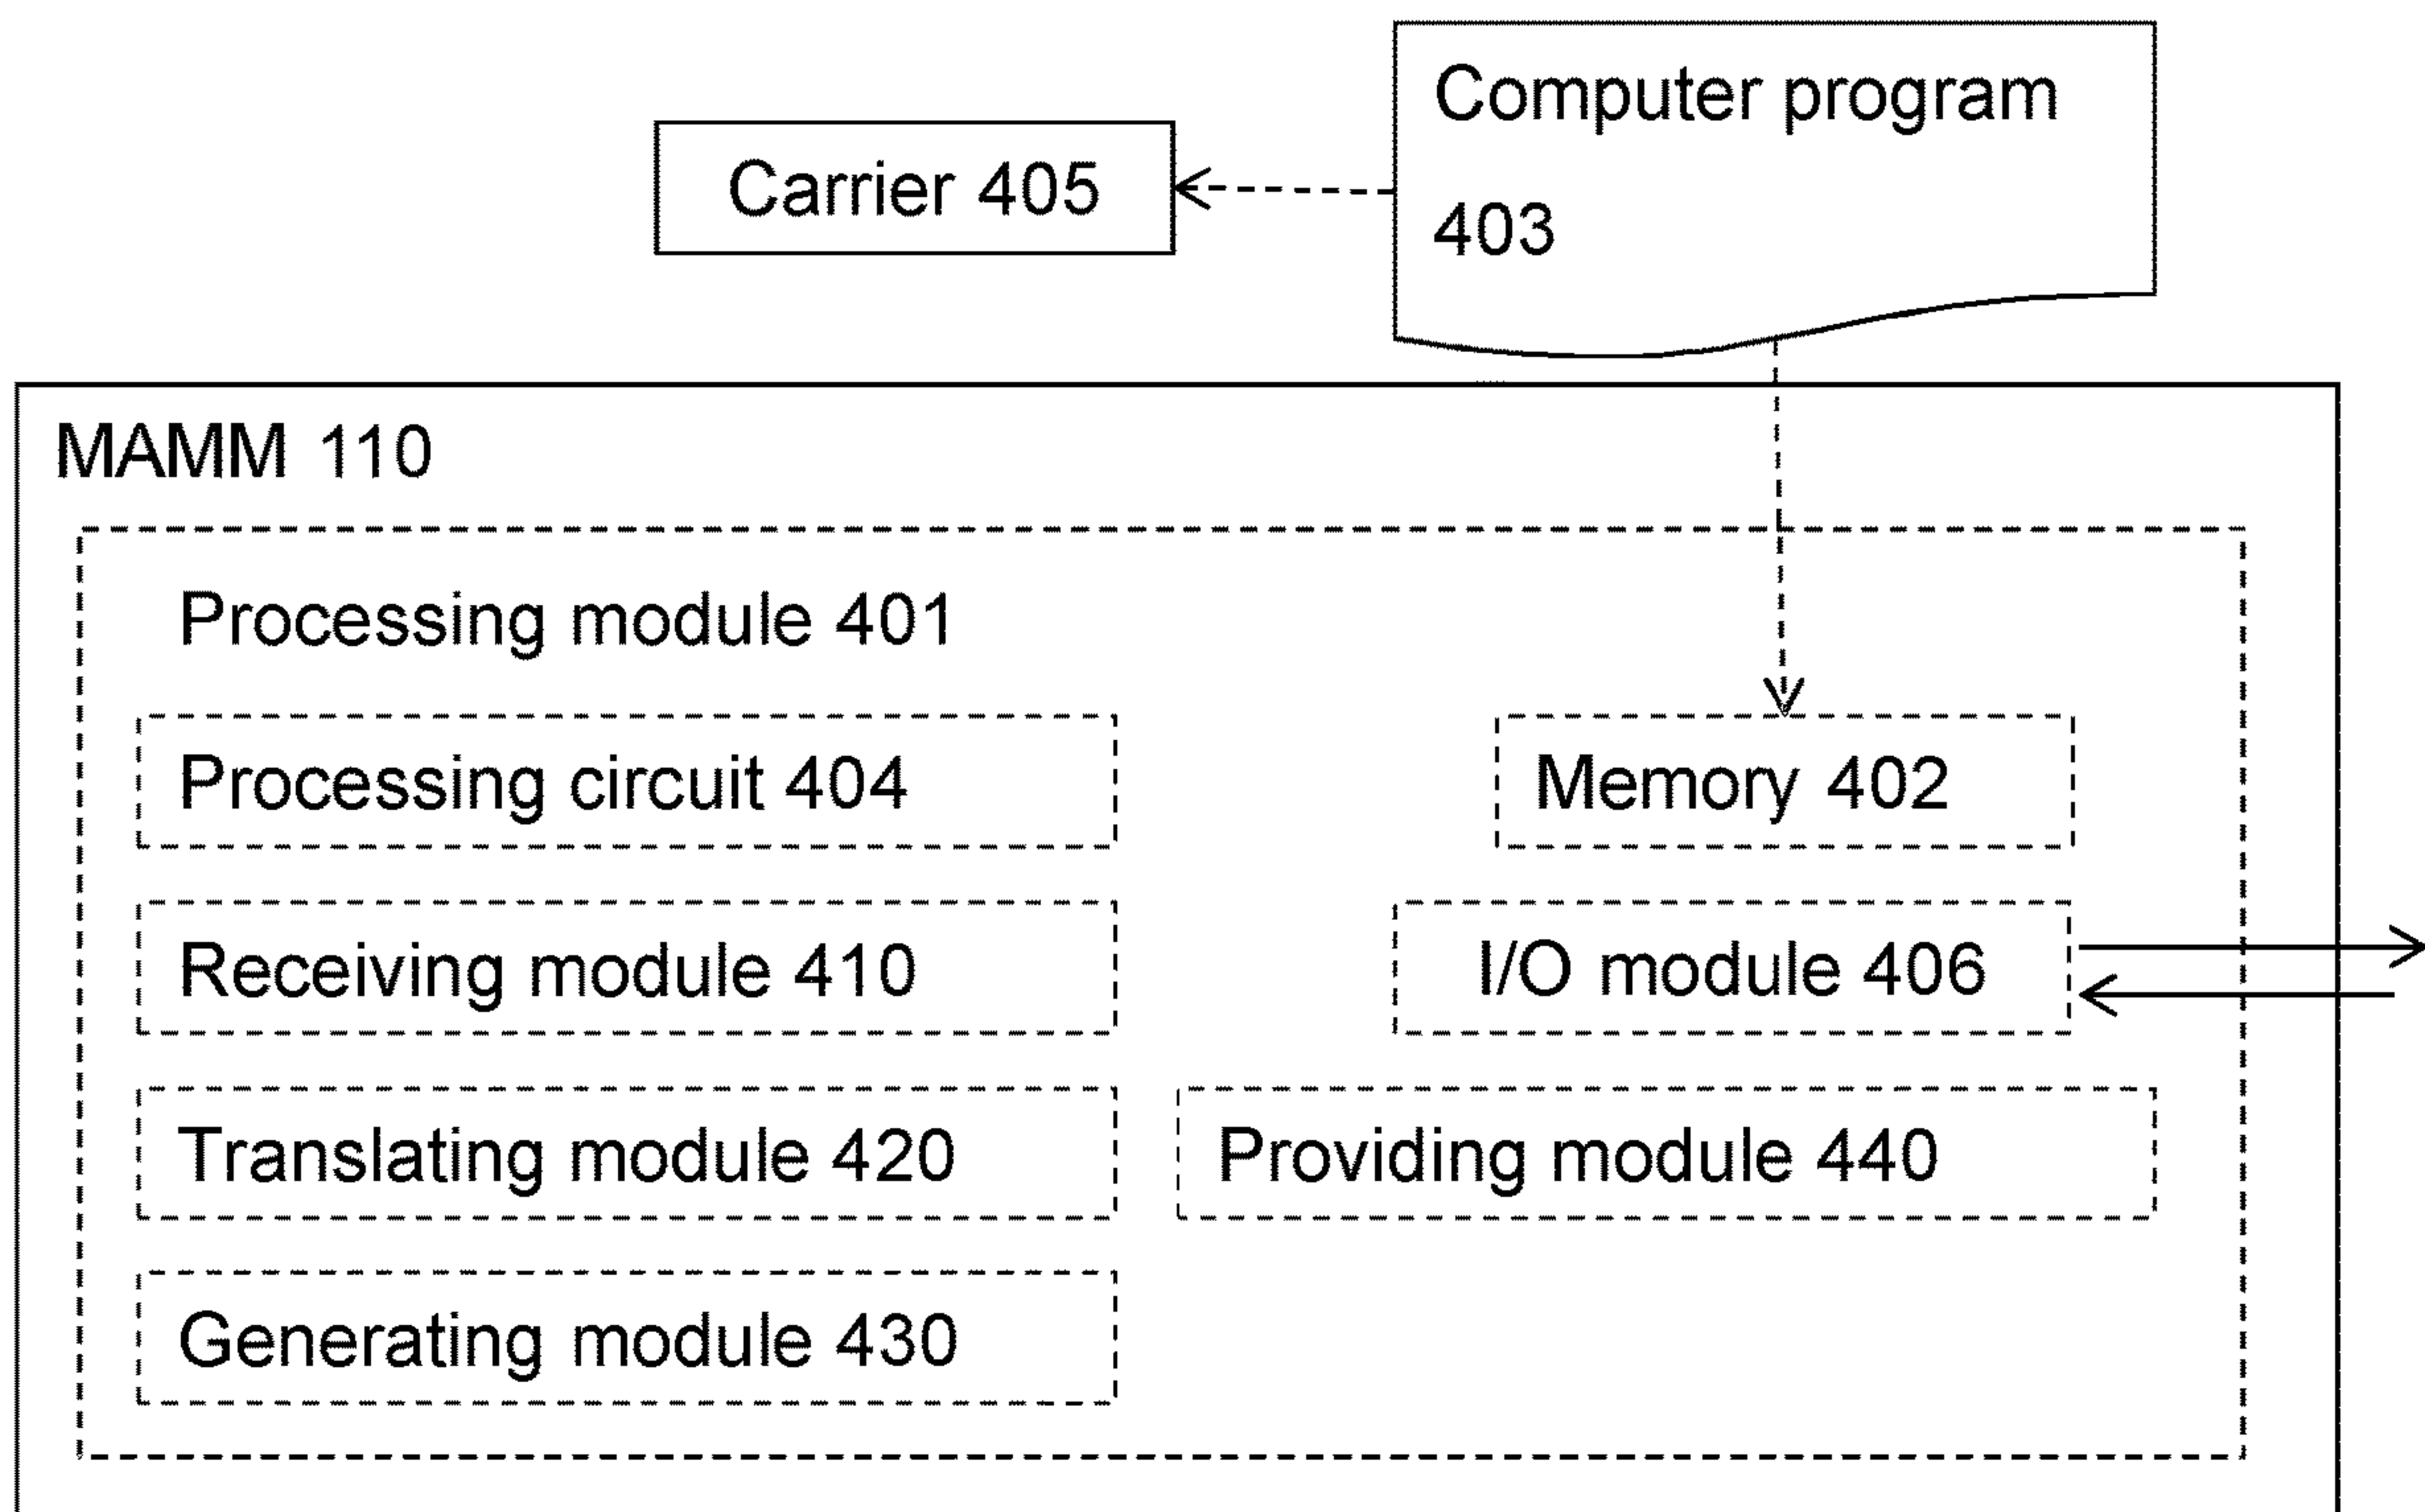 Computer program
403
Carrier 405
MAMM 110
Processing module 401
Processing circuit 404
Memory 402
Receiving module 410
I/O module 406
Translating module 420
Providing module 440
Generating module 430